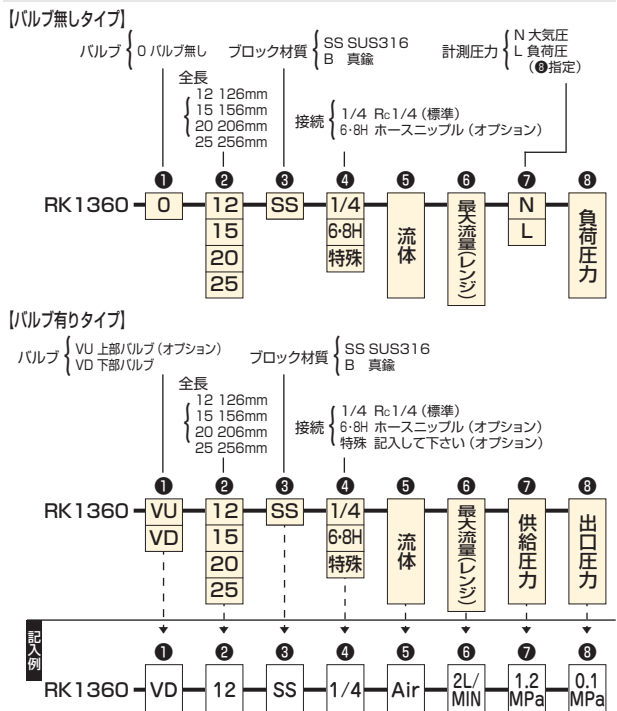 【バルブ無しタイプ】
バルブ { 0 バルブ無し
ブロック材質 { SS SUS316
B 真鍮
計測圧力 { N 大気圧
L 負荷圧
(❽指定)
全長
12 126mm
15 156mm
20 206mm
25 256mm
接続 { 1/4 Rc1/4(標準)
6・8H ホースニップル(オプション)
❶ ❷ ❸ ❹ ❺ ❻ ❼ ❽
RK1360 0 12 SS 1/4 流体 最大流量(レンジ) N 負荷圧力
15 6・8H L
20 特殊
25
【バルブ有りタイプ】
バルブ { VU 上部バルブ(オプション)
VD 下部バルブ
ブロック材質 { SS SUS316
B 真鍮
全長
12 126mm
15 156mm
20 206mm
25 256mm
接続 { 1/4 Rc1/4(標準)
6・8H ホースニップル(オプション)
特殊 記入して下さい(オプション)
❶ ❷ ❸ ❹ ❺ ❻ ❼ ❽
RK1360 VU 12 SS 1/4 流体 最大流量(レンジ) 供給圧力 出口圧力
VD 15 6・8H
20 特殊
25
記入例
❶ ❷ ❸ ❹ ❺ ❻ ❼ ❽
RK1360 VD 12 SS 1/4 Air 2L/MIN 1.2MPa 0.1MPa